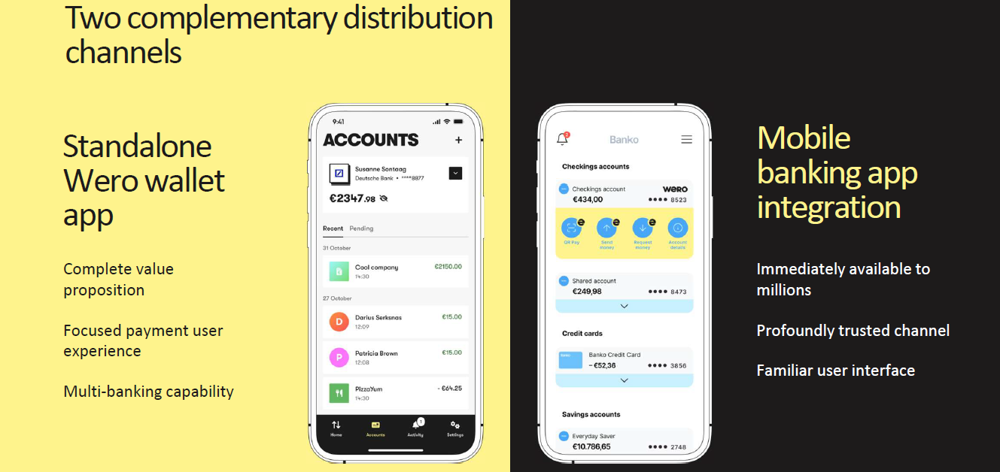 Two complementary distribution
channels
Standalone
Wero wallet
app
Complete value
proposition
Focused payment user
experience
Multi-banking capability
9:41
ACCOUNTS +
Susanne Sontaag
Deutsche Bank • ****8877
€2347.98
Recent Pending
31 October
Cool company €2150.00
14:30
27 October
D Darius Serksnas €15.00
12:09
P Patricia Brown €15.00
12:08
PizzaYum - €64.25
14:30
1
Home Accounts Activity Settings
2
Banko
Checkings accounts
Checkings account wero
€434,00 •••• 8523
QR Pay Send money Request money Account details
Shared account
€249,98 •••• 8473
Credit cards
Banko Banko Credit Card
- €52,36 •••• 3856
Savings accounts
Everyday Saver
€10.786,65 •••• 2748
Mobile
banking app
integration
Immediately available to
millions
Profoundly trusted channel
Familiar user interface